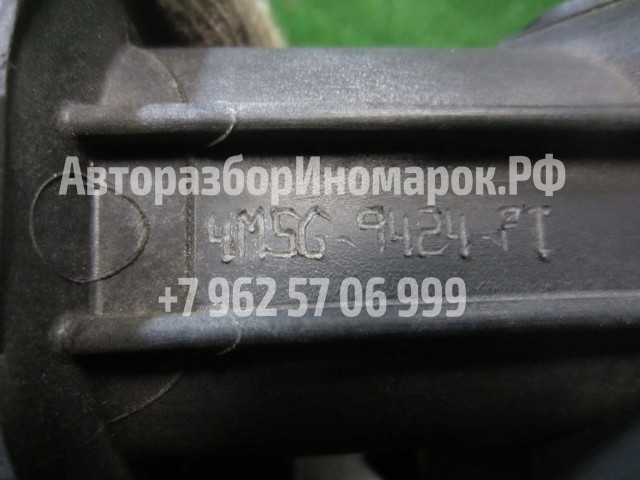 АвторазборИномарок.РФ
4M5G-9424-FT
+7 962 57 06 999